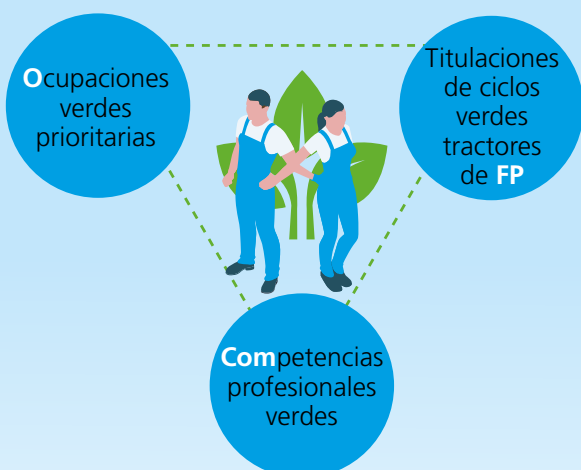 Ocupaciones
verdes
prioritarias
Titulaciones
de ciclos
verdes
tractores
de FP
Competencias
profesionales
verdes